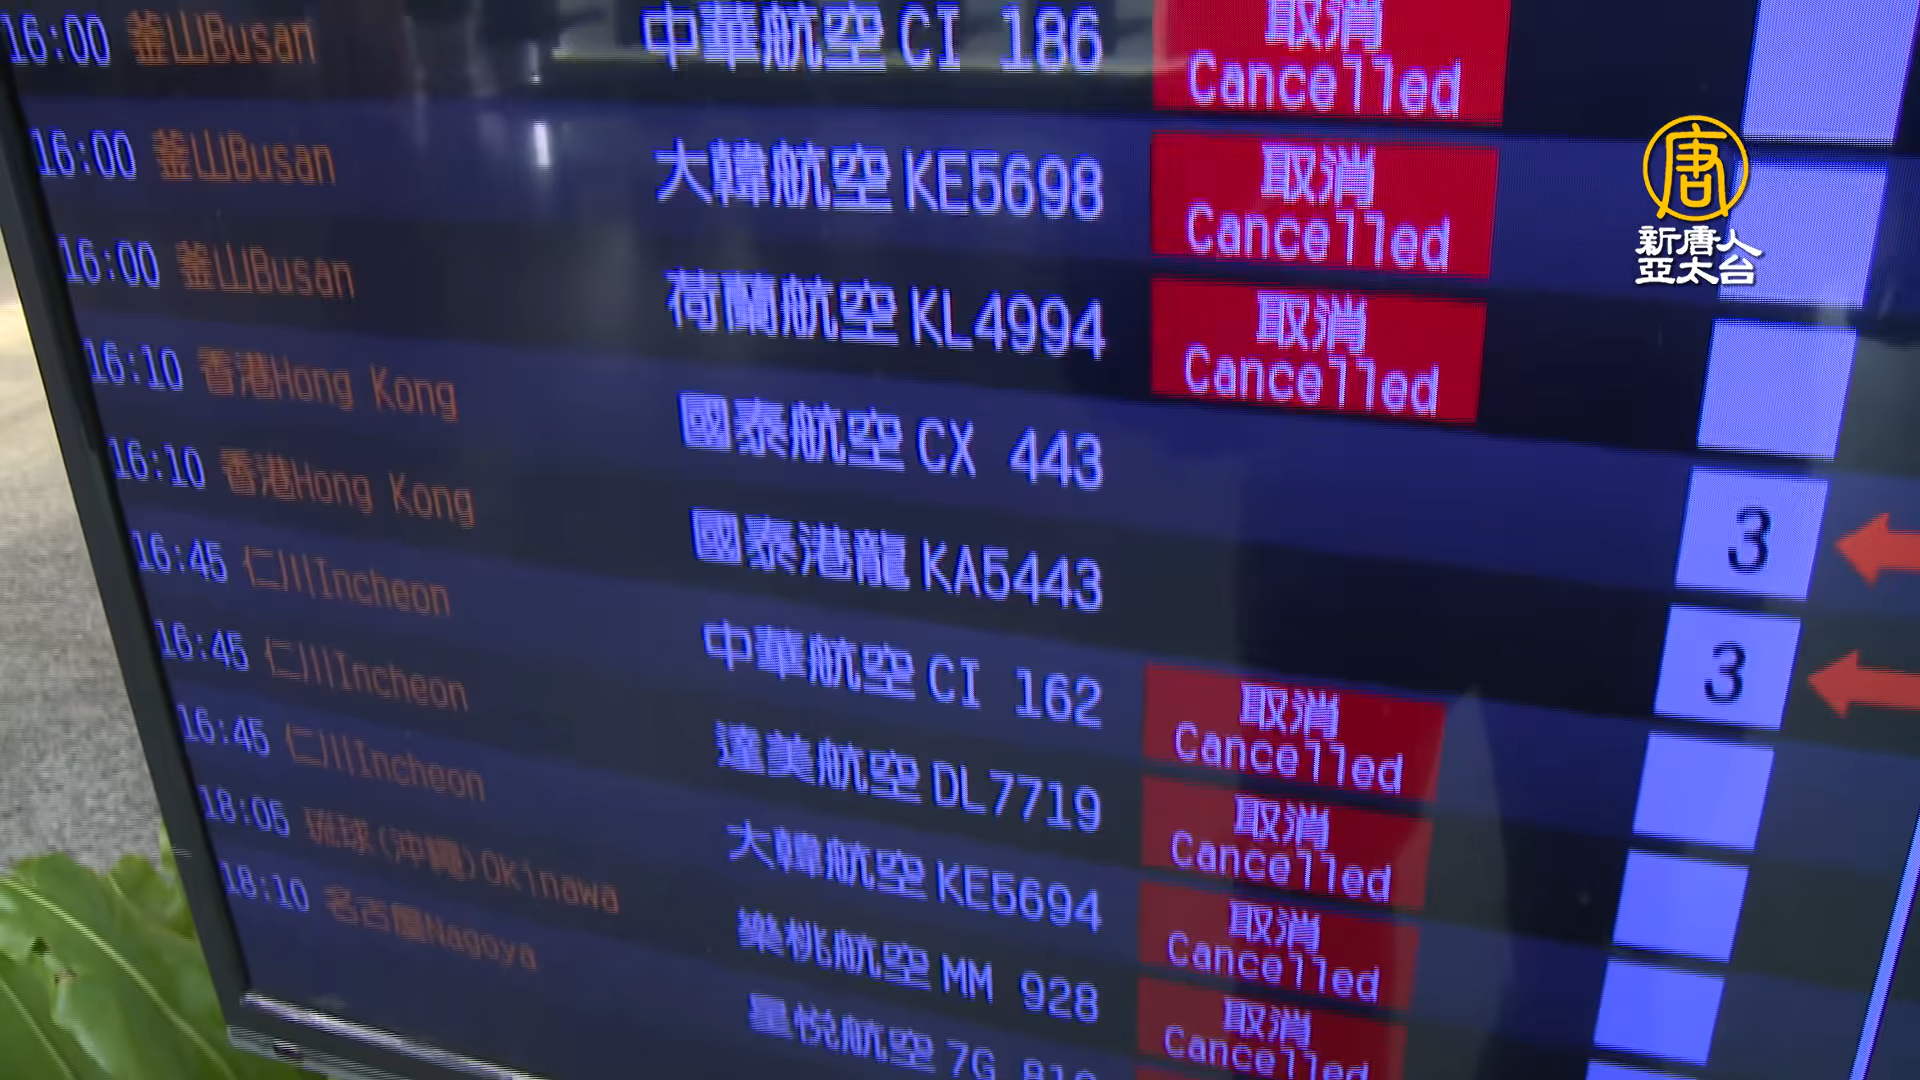 16:00 釜山Busan 中華航空 CI 186 取消
Cancelled
16:00 釜山Busan 大韓航空 KE5698 取消
Cancelled
16:00 釜山Busan 荷蘭航空 KL4994 取消
Cancelled
16:10 香港Hong Kong 國泰航空 CX 443 3
16:10 香港Hong Kong 國泰港龍 KA5443 3
16:45 仁川Incheon 中華航空 CI 162 取消
Cancelled
16:45 仁川Incheon 達美航空 DL7719 取消
Cancelled
16:45 仁川Incheon 大韓航空 KE5694 取消
Cancelled
18:05 琉球(沖繩)Okinawa 樂桃航空 MM 928 取消
Cancelled
18:10 名古屋Nagoya 星悅航空 7G
唐
新唐人
亞太台